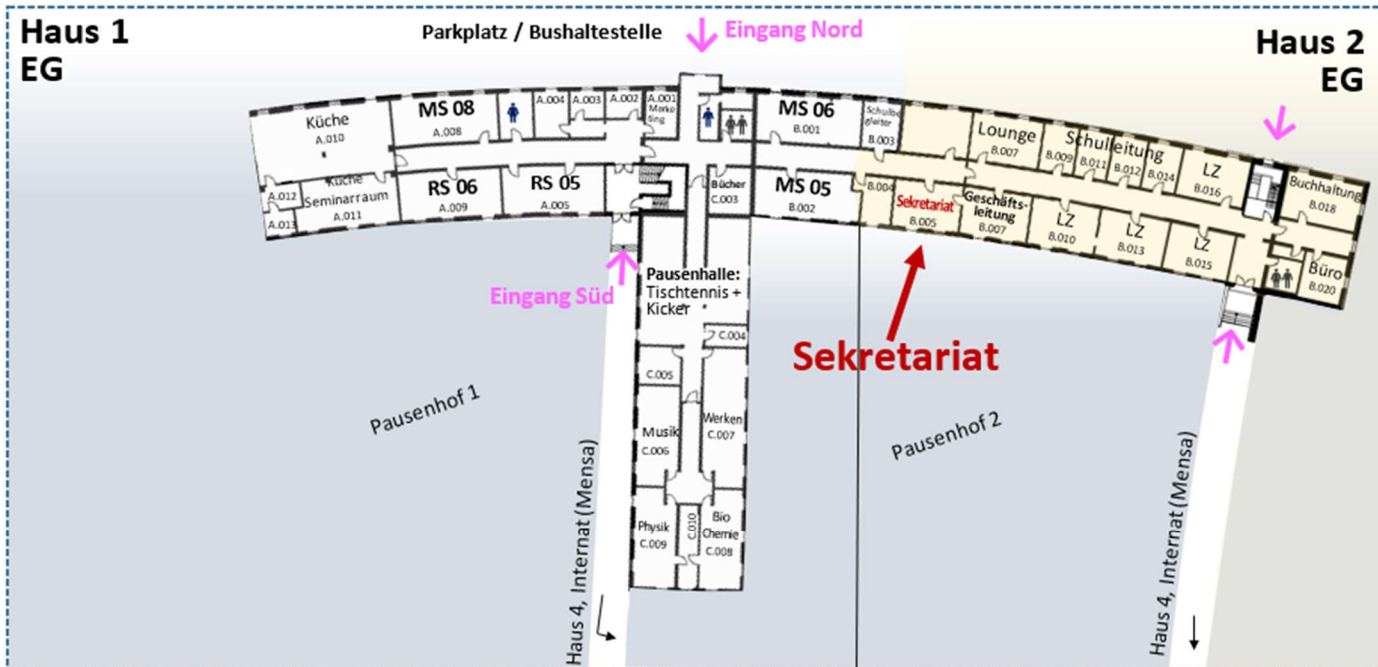 Haus 1
EG
Parkplatz / Bushaltestelle
Eingang Nord
Haus 2
EG
Küche
A.010
MS 08
A.008
A.004
A.003
A.002
A.001
Marke
ting
MS 06
B.001
Schulbe
gleiter
B.003
Lounge
B.007
Schulleitung
B.009
B.011
B.012
B.014
LZ
B.016
Buchhaltung
B.018
A.012
A.013
Küche
Seminarraum
A.011
RS 06
A.009
RS 05
A.005
Bücher
C.003
MS 05
B.002
B.004
Sekretariat
B.005
Geschäfts-
leitung
B.007
LZ
B.010
LZ
B.013
LZ
B.015
Büro
B.020
Eingang Süd
Pausenhalle:
Tischtennis +
Kicker
C.004
C.005
Sekretariat
Musik
C.006
Werken
C.007
Physik
C.009
C.010
Bio
Chemie
C.008
Pausenhof 1
Pausenhof 2
Haus 4, Internat (Mensa)
Haus 4, Internat (Mensa)